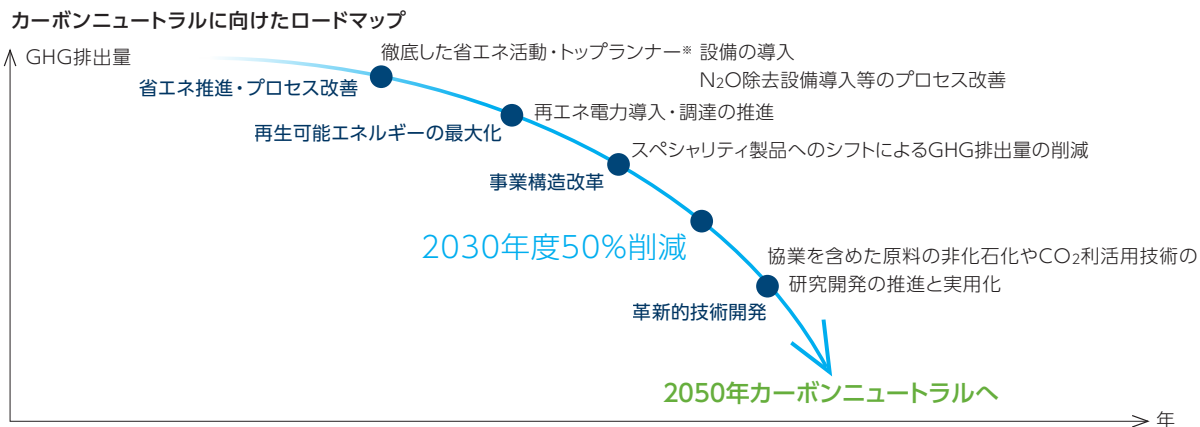 カーボンニュートラルに向けたロードマップ
GHG排出量
徹底した省エネ活動・トップランナー※ 設備の導入
N₂O除去設備導入等のプロセス改善
省エネ推進・プロセス改善
再エネ電力導入・調達の推進
再生可能エネルギーの最大化
スペシャリティ製品へのシフトによるGHG排出量の削減
事業構造改革
2030年度50%削減
協業を含めた原料の非化石化やCO₂利活用技術の
研究開発の推進と実用化
革新的技術開発
2050年カーボンニュートラルへ
年